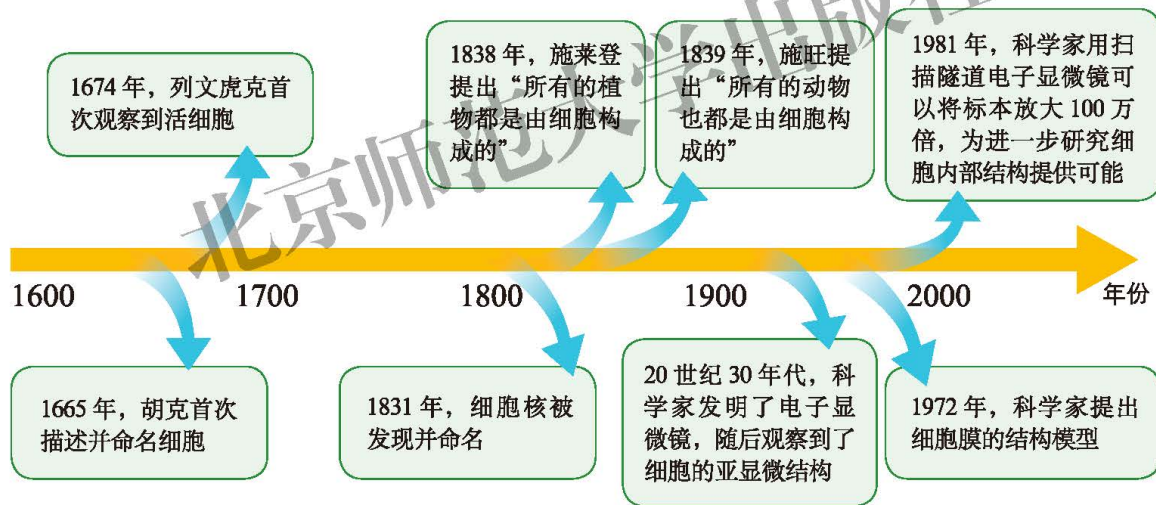 1674 年，列文虎克首
次观察到活细胞
1838 年，施莱登
提出“所有的植
物都是由细胞构
成的”
1839 年，施旺提
出“所有的动物
也都是由细胞构
成的”
1981 年，科学家用扫
描隧道电子显微镜可
以将标本放大 100 万
倍，为进一步研究细
胞内部结构提供可能
北京师范大学出版社
1600
1700
1800
1900
2000
年份
1665 年，胡克首次
描述并命名细胞
1831 年，细胞核被
发现并命名
20 世纪 30 年代，科
学家发明了电子显
微镜，随后观察到了
细胞的亚显微结构
1972 年，科学家提出
细胞膜的结构模型